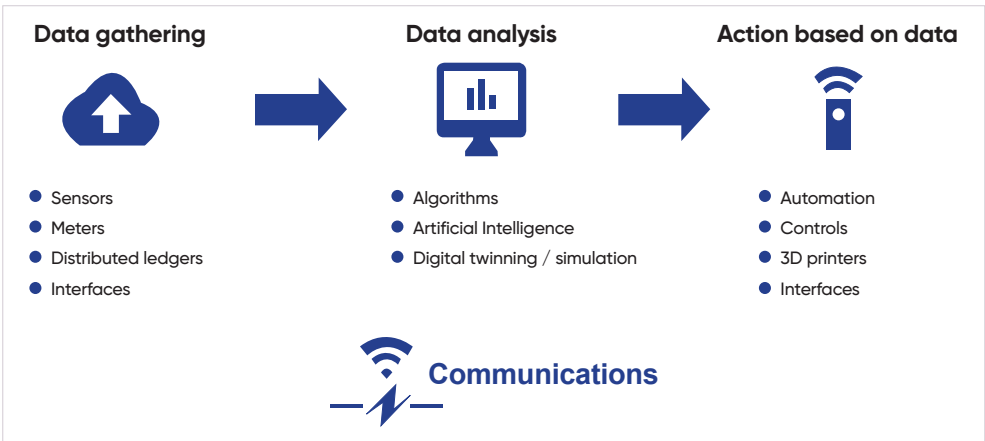 Data gathering
Sensors
Meters
Distributed ledgers
Interfaces
Data analysis
Algorithms
Artificial Intelligence
Digital twinning / simulation
Action based on data
Automation
Controls
3D printers
Interfaces
Communications